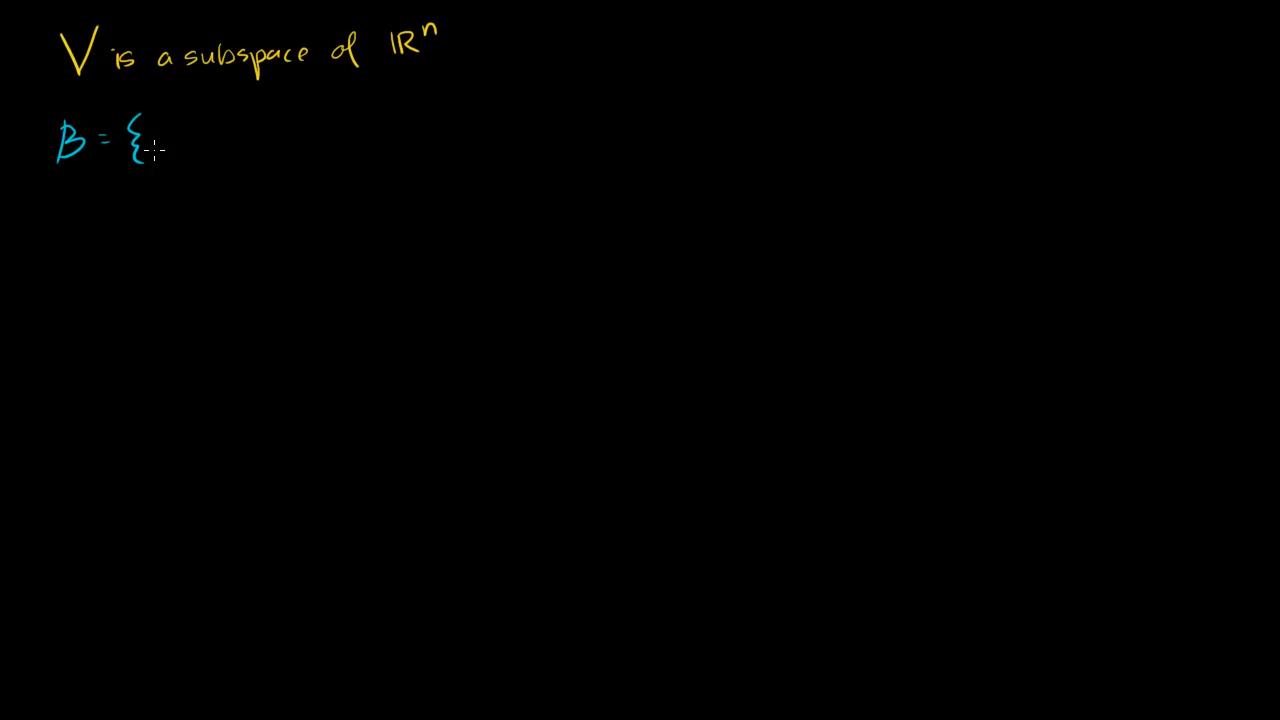 V is a subspace of ℝⁿ
B = {